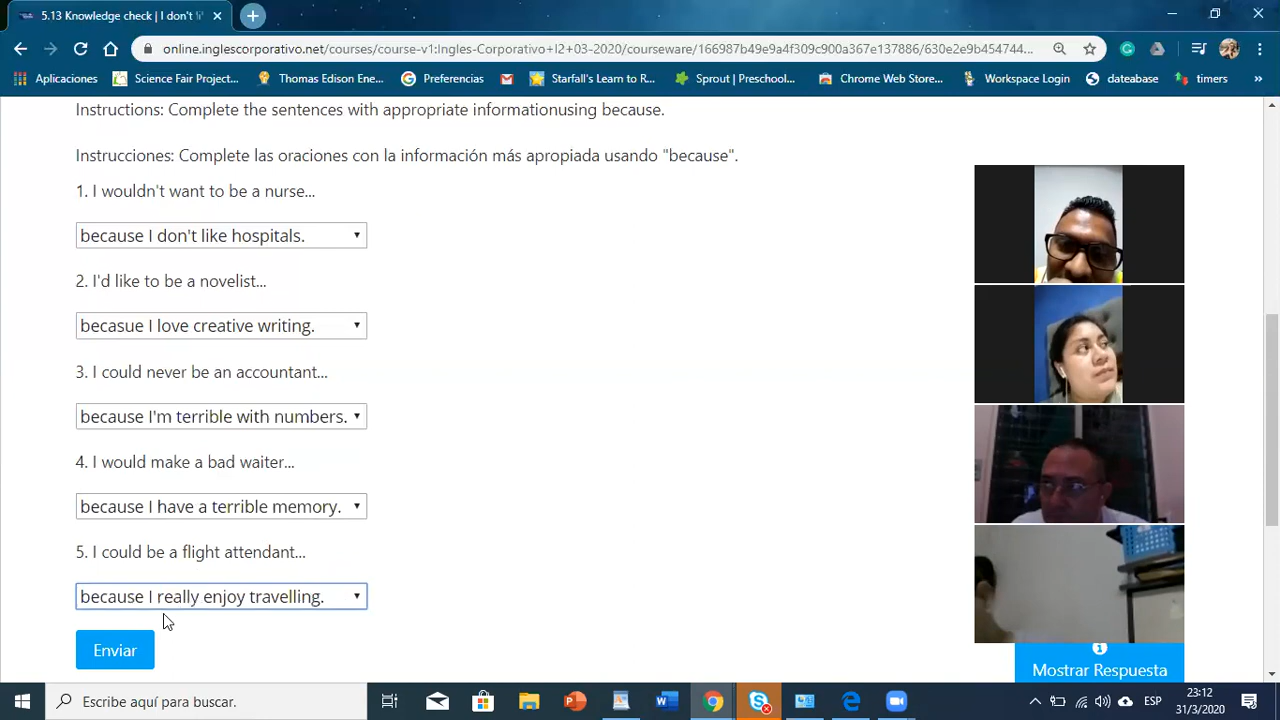 5.13 Knowledge check | I don't
online.inglescorporativo.net/courses/course-v1:Ingles-Corporativo+I2+03-2020/courseware/166987b49e9a4f309c900a367e137886/630e2e9b454744...
Aplicaciones Science Fair Project... Thomas Edison Ene... Preferencias Starfall's Learn to R... Sprout | Preschool... Chrome Web Store... Workspace Login dateabase timers »
Instructions: Complete the sentences with appropriate informationusing because.
Instrucciones: Complete las oraciones con la información más apropiada usando "because".
1. I wouldn't want to be a nurse...
because I don't like hospitals.
2. I'd like to be a novelist...
becasue I love creative writing.
3. I could never be an accountant...
because I'm terrible with numbers.
4. I would make a bad waiter...
because I have a terrible memory.
5. I could be a flight attendant...
because I really enjoy travelling.
Enviar
Mostrar Respuesta
Escribe aquí para buscar.
ESP
23:12
31/3/2020